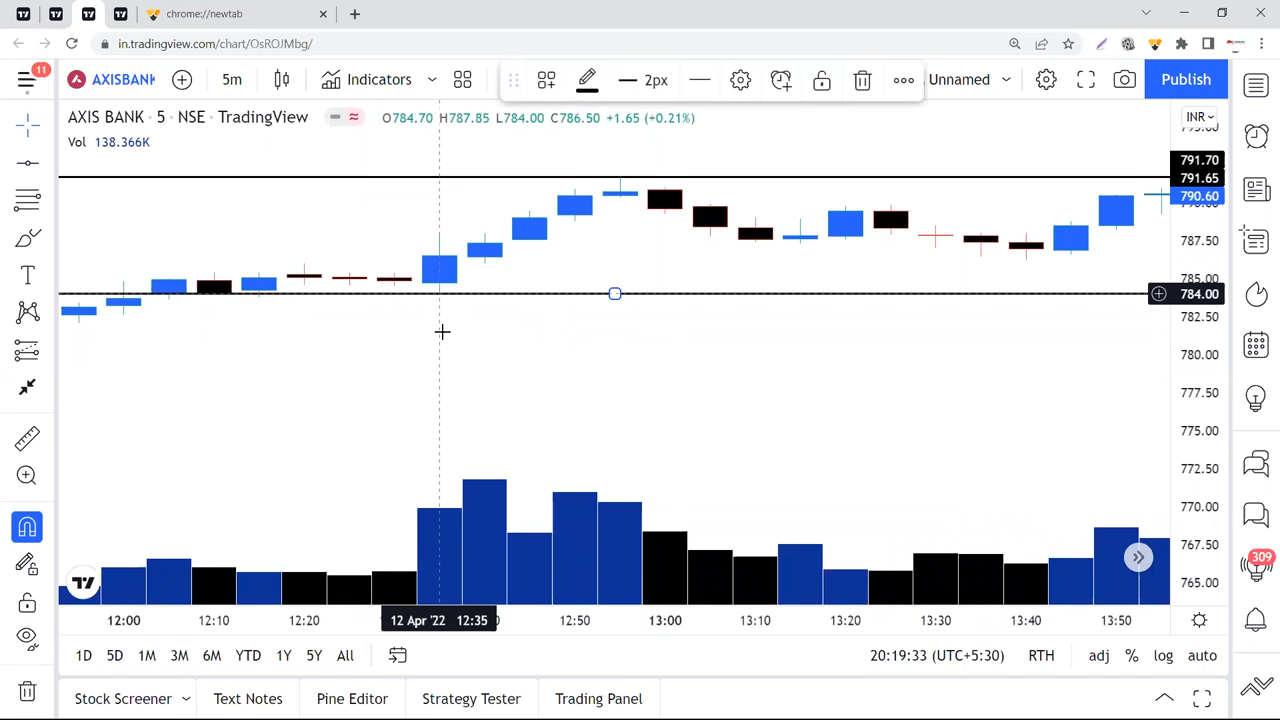 chrome://newtab
in.tradingview.com/chart/OsROJMbg/
11
AXISBANK
5m
Indicators
2px
Unnamed
Publish
AXIS BANK · 5 · NSE · TradingView
O784.70 H787.85 L784.00 C786.50 +1.65 (+0.21%)
Vol 138.366K
INR
791.70
791.65
790.60
787.50
785.00
784.00
782.50
780.00
777.50
775.00
772.50
770.00
767.50
765.00
309
12:00
12:10
12:20
12 Apr '22 12:35
12:50
13:00
13:10
13:20
13:30
13:40
13:50
1D 5D 1M 3M 6M YTD 1Y 5Y All
20:19:33 (UTC+5:30) RTH adj % log auto
Stock Screener Text Notes Pine Editor Strategy Tester Trading Panel